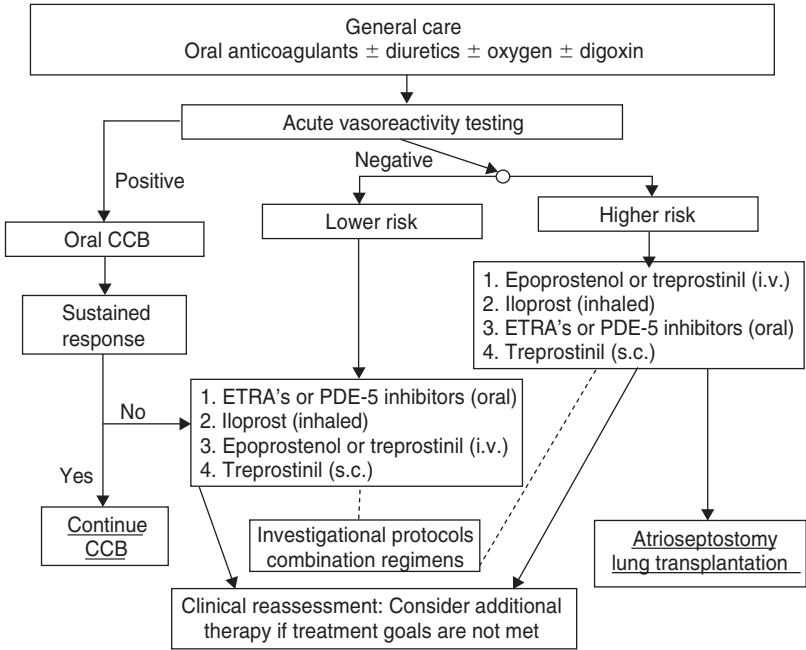 General care
Oral anticoagulants ± diuretics ± oxygen ± digoxin
Acute vasoreactivity testing
Negative
Positive
Lower risk
Higher risk
Oral CCB
1. Epoprostenol or treprostinil (i.v.)
2. Iloprost (inhaled)
3. ETRA's or PDE-5 inhibitors (oral)
4. Treprostinil (s.c.)
Sustained
response
No
1. ETRA's or PDE-5 inhibitors (oral)
2. Iloprost (inhaled)
3. Epoprostenol or treprostinil (i.v.)
4. Treprostinil (s.c.)
Yes
Continue
CCB
Investigational protocols
combination regimens
Atrioseptostomy
lung transplantation
Clinical reassessment: Consider additional
therapy if treatment goals are not met